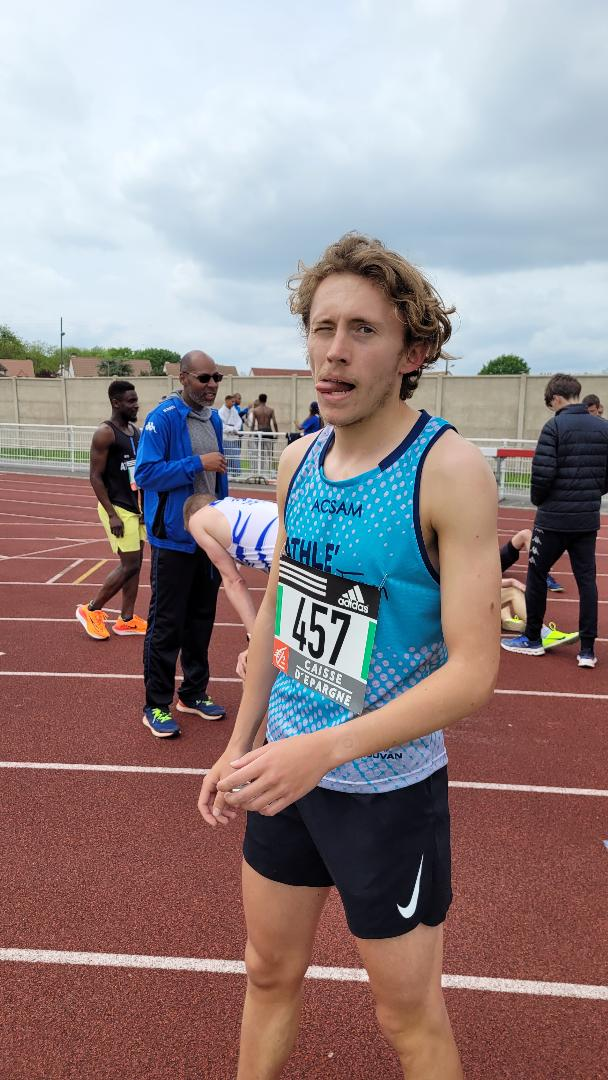 ACSAM
ATHLE'
adidas
457
CAISSE
D'EPARGNE